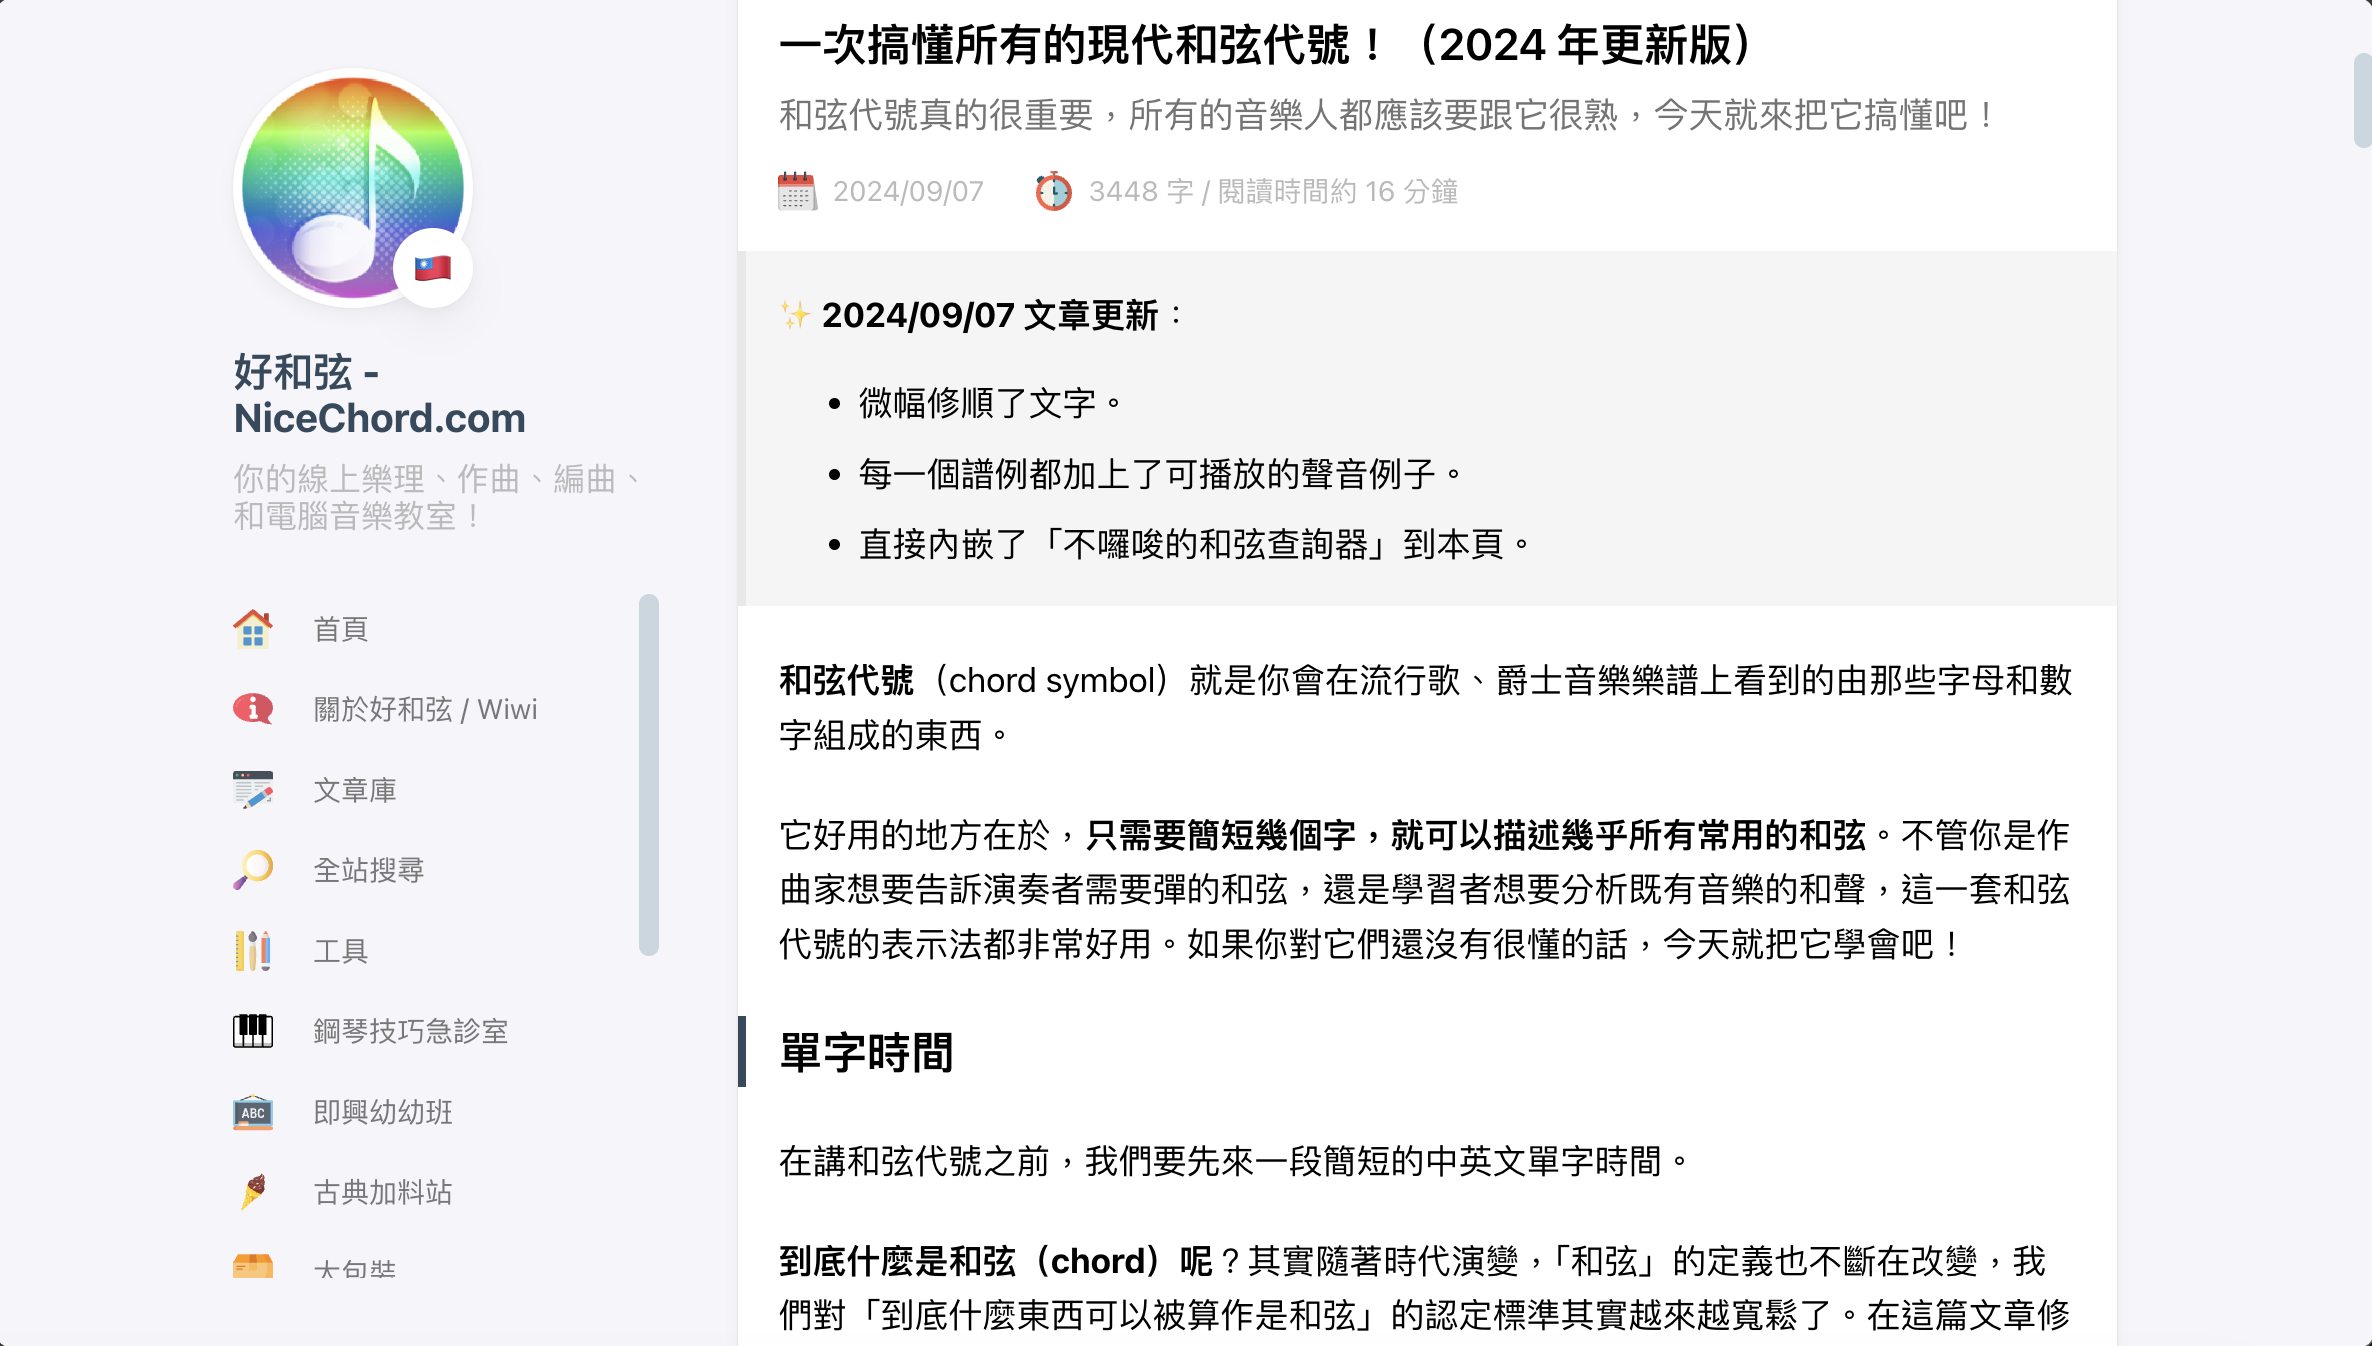 好和弦 -
NiceChord.com
你的線上樂理、作曲、編曲、
和電腦音樂教室！
首頁
關於好和弦 / Wiwi
文章庫
全站搜尋
工具
鋼琴技巧急診室
ABC
即興幼幼班
古典加料站
大包裝
一次搞懂所有的現代和弦代號！（2024 年更新版）
和弦代號真的很重要，所有的音樂人都應該要跟它很熟，今天就來把它搞懂吧！
2024/09/07
3448 字 / 閱讀時間約 16 分鐘
✨ 2024/09/07 文章更新：
• 微幅修順了文字。
• 每一個譜例都加上了可播放的聲音例子。
• 直接內嵌了「不囉唆的和弦查詢器」到本頁。
和弦代號（chord symbol）就是你會在流行歌、爵士音樂樂譜上看到的由那些字母和數
字組成的東西。
它好用的地方在於，只需要簡短幾個字，就可以描述幾乎所有常用的和弦。不管你是作
曲家想要告訴演奏者需要彈的和弦，還是學習者想要分析既有音樂的和聲，這一套和弦
代號的表示法都非常好用。如果你對它們還沒有很懂的話，今天就把它學會吧！
單字時間
在講和弦代號之前，我們要先來一段簡短的中英文單字時間。
到底什麼是和弦（chord）呢？其實隨著時代演變，「和弦」的定義也不斷在改變，我
們對「到底什麼東西可以被算作是和弦」的認定標準其實越來越寬鬆了。在這篇文章修